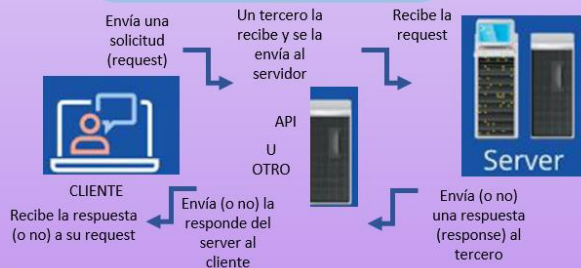 Envía una
solicitud
(request)
Un tercero la
recibe y se la
envía al
servidor
Recibe la
request
API
U
OTRO
Server
CLIENTE
Recibe la respuesta
(o no) a su request
Envía (o no) la
responde del
server al
cliente
Envía (o no)
una respuesta
(response) al
tercero